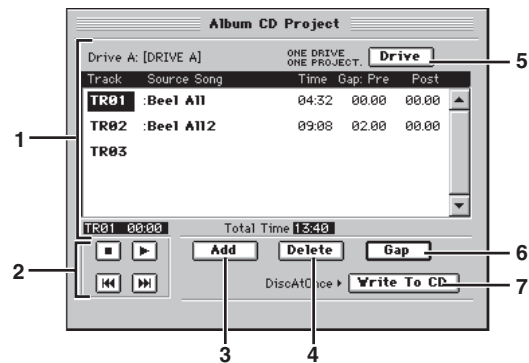 Album CD Project
Drive A: [DRIVE A] ONE DRIVE ONE PROJECT. Drive
Track Source Song Time Gap: Pre Post
TR01 :Beel All 04:32 00.00 00.00
TR02 :Beel All2 09:08 02.00 00.00
TR03
TR01 00:00 Total Time 13:40
Add Delete Gap
DiscAtOnce Write To CD
1
2
3
4
5
6
7